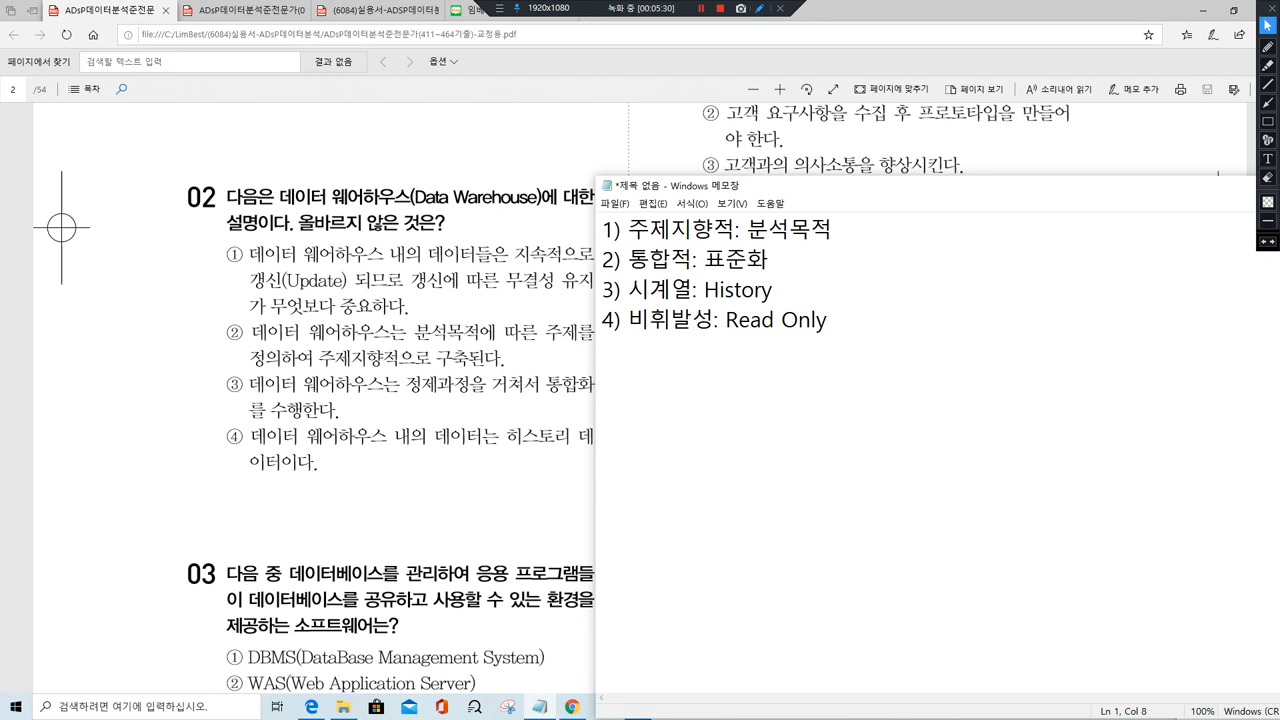 ADsP데이터분석준전문
ADsP데이터분석준전문가(0
(6084)실용서-ADsP데이터분
임버
1920x1080
녹화 중 [00:05:30]
file:///C:/LimBest/(6084)실용서-ADsP데이터분석/ADsP데이터분석준전문가(411~464기출)-교정용.pdf
페이지에서 찾기
검색할 텍스트 입력
결과 없음
옵션
2 /54
목차
페이지에 맞추기
페이지 보기
소리내어 읽기
메모 추가
② 고객 요구사항을 수집 후 프로토타입을 만들어
야 한다.
③ 고객과의 의사소통을 향상시킨다.
02 다음은 데이터 웨어하우스(Data Warehouse)에 대한
설명이다. 올바르지 않은 것은?
① 데이터 웨어하우스 내의 데이터들은 지속적으로
갱신(Update) 되므로 갱신에 따른 무결성 유지
가 무엇보다 중요하다.
② 데이터 웨어하우스는 분석목적에 따른 주제를
정의하여 주제지향적으로 구축된다.
③ 데이터 웨어하우스는 정제과정을 거쳐서 통합화
를 수행한다.
④ 데이터 웨어하우스 내의 데이터는 히스토리 데
이터이다.
03 다음 중 데이터베이스를 관리하여 응용 프로그램들
이 데이터베이스를 공유하고 사용할 수 있는 환경을
제공하는 소프트웨어는?
① DBMS(DataBase Management System)
② WAS(Web Application Server)
*제목 없음 - Windows 메모장
파일(F) 편집(E) 서식(O) 보기(V) 도움말
1) 주제지향적: 분석목적
2) 통합적: 표준화
3) 시계열: History
4) 비휘발성: Read Only
Ln 1, Col 8
100%
Windows (CR
검색하려면 여기에 입력하십시오.